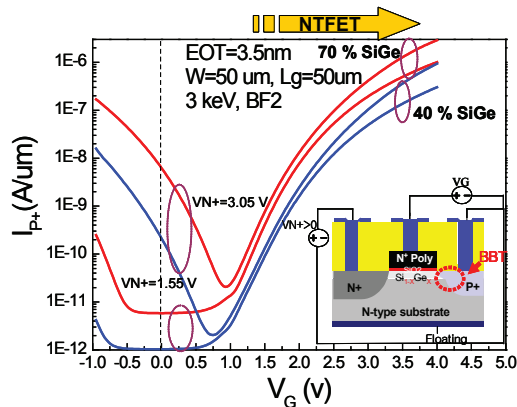 NTFET
EOT=3.5nm
W=50 um, Lg=50um
3 keV, BF2
70 % SiGe
40 % SiGe
VN+=3.05 V
VN+=1.55 V
I_P+(A/um)
1E-6
1E-7
1E-8
1E-9
1E-10
1E-11
1E-12
-1.0 -0.5 0.0 0.5 1.0 1.5 2.0 2.5 3.0 3.5 4.0 4.5 5.0
V_G (v)
VG
VN+>0
N⁺ Poly
Si₁₋ₓGeₓ
BBT
N+
P+
N-type substrate
Floating